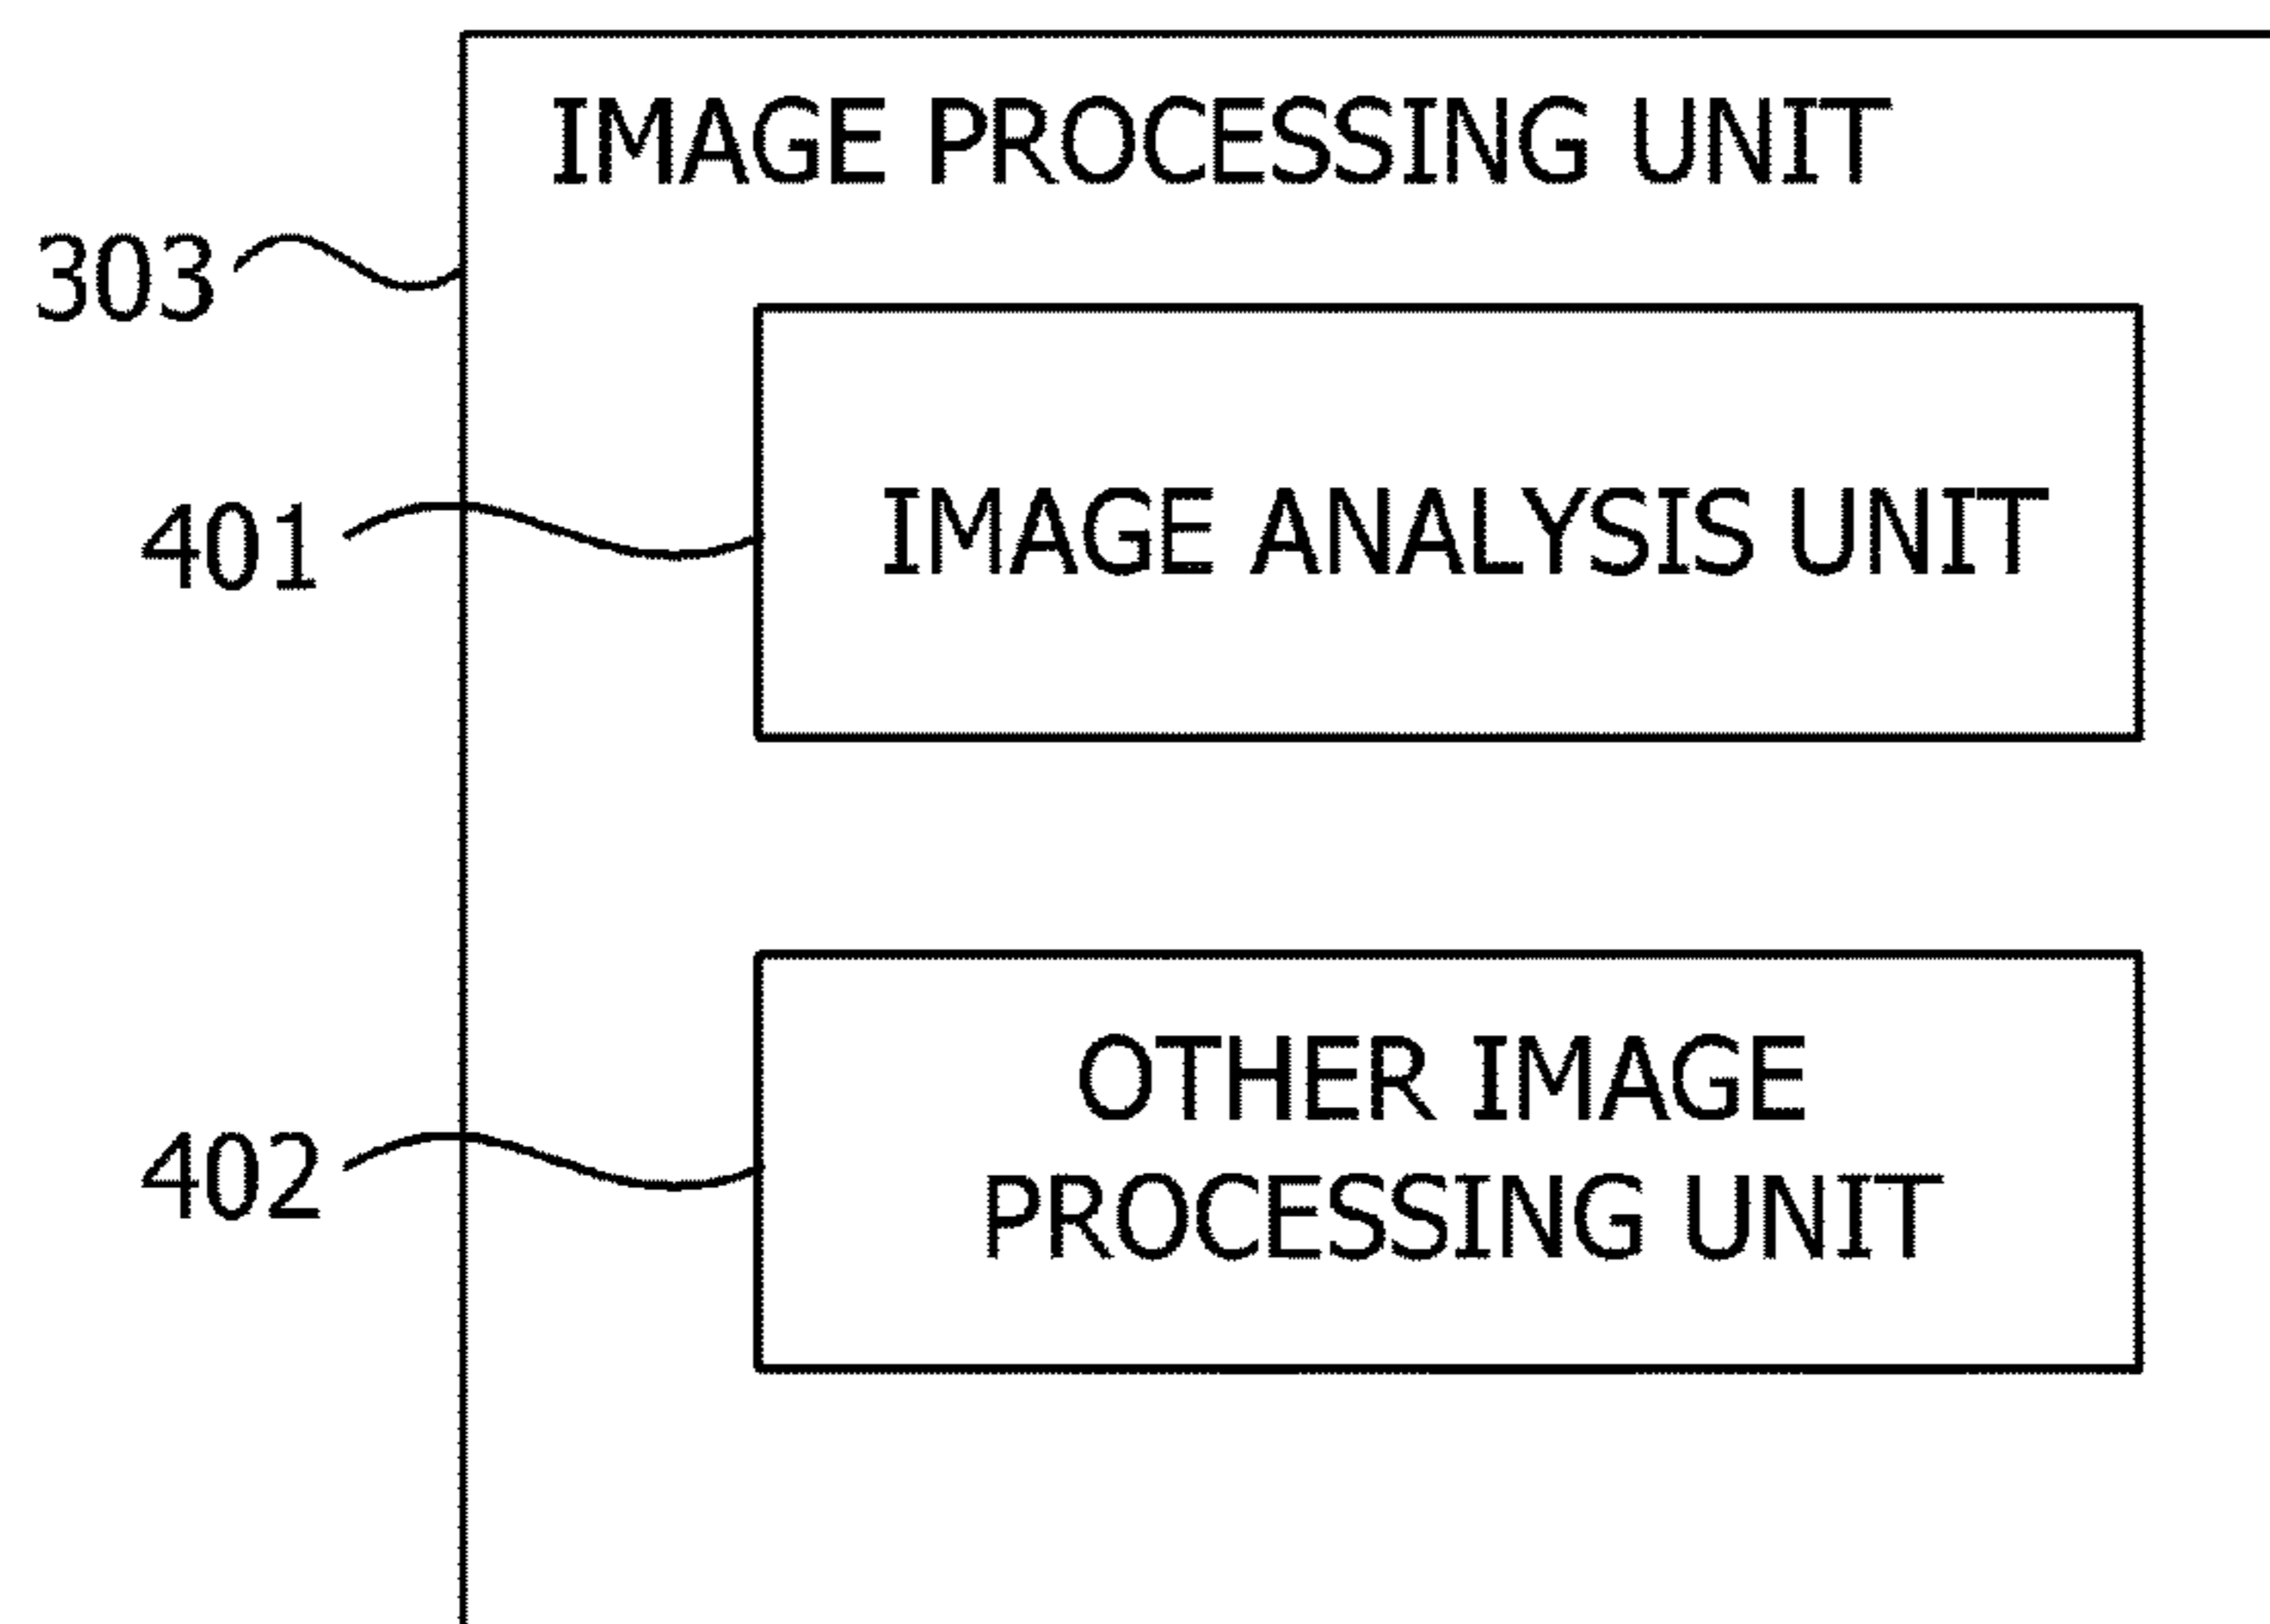 IMAGE PROCESSING UNIT
303
401
IMAGE ANALYSIS UNIT
402
OTHER IMAGE
PROCESSING UNIT